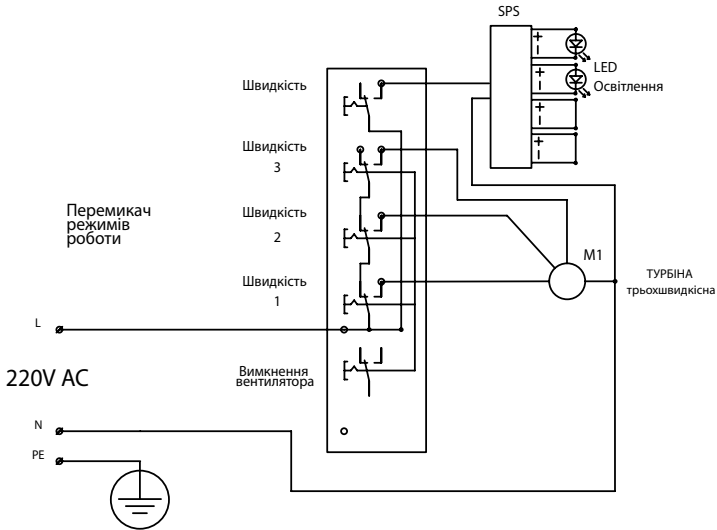 SPS
LED
Освітлення
+
−
+
−
+
−
+
−
Швидкість
Швидкість
3
Швидкість
2
Швидкість
1
Перемикач
режимів
роботи
M1
ТУРБІНА
трьохшвидкісна
L
220V AC
Вимкнення
вентилятора
N
PE